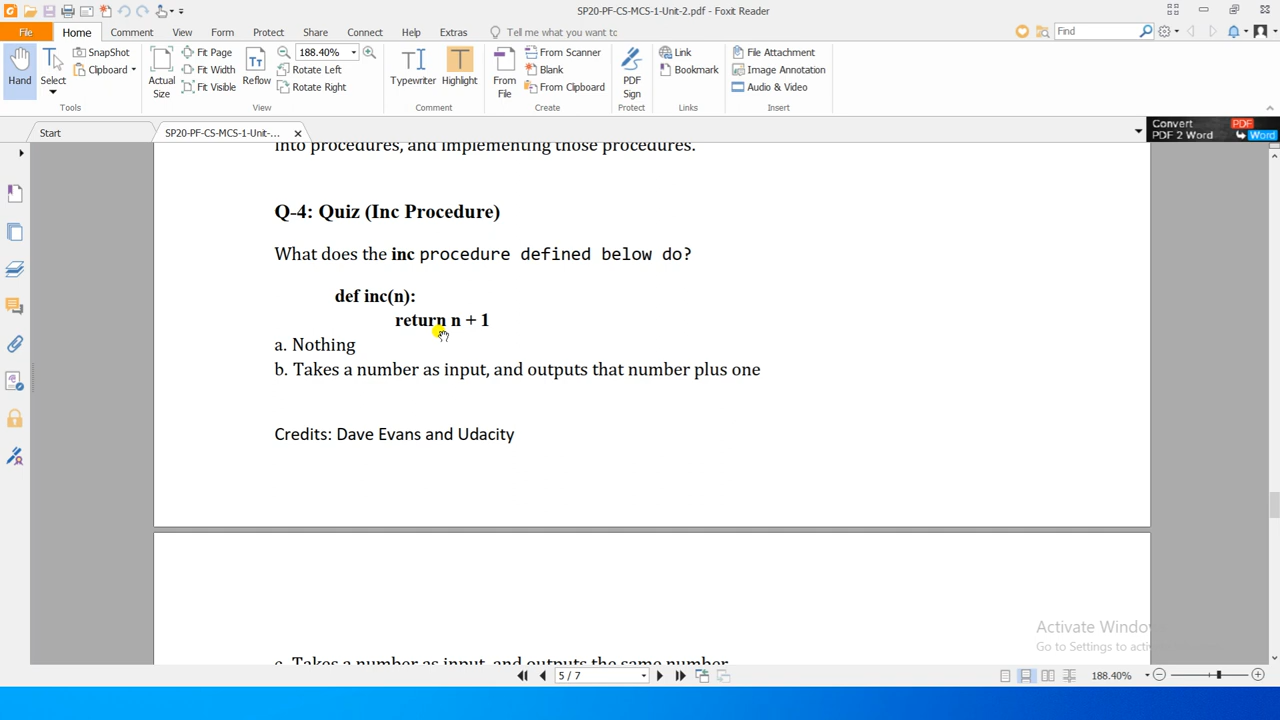 SP20-PF-CS-MCS-1-Unit-2.pdf - Foxit Reader
File Home Comment View Form Protect Share Connect Help Extras Tell me what you want to Find
Hand Select SnapShot Clipboard
Tools
Actual Size Fit Page Fit Width Fit Visible Reflow 188.40% Rotate Left Rotate Right
View
Typewriter Highlight
Comment
From File From Scanner Blank From Clipboard
Create
PDF Sign
Protect
Link Bookmark
Links
File Attachment Image Annotation Audio & Video
Insert
Start SP20-PF-CS-MCS-1-Unit-...
Convert PDF
PDF 2 Word Word
into procedures, and implementing those procedures.
Q-4: Quiz (Inc Procedure)
What does the inc procedure defined below do?
def inc(n):
return n + 1
a. Nothing
b. Takes a number as input, and outputs that number plus one
Credits: Dave Evans and Udacity
c. Takes a number as input, and outputs the same number
Activate Windo
Go to Settings to acti
5 / 7 188.40%